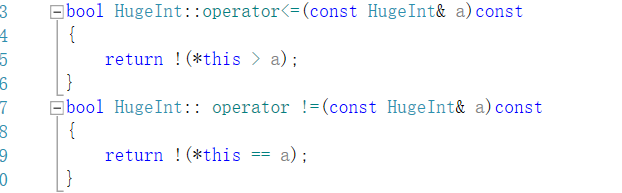 3 bool HugeInt::operator<=(const HugeInt& a)const
4 {
5 return !(*this > a);
6 }
7 bool HugeInt:: operator !=(const HugeInt& a)const
8 {
9 return !(*this == a);
0 }